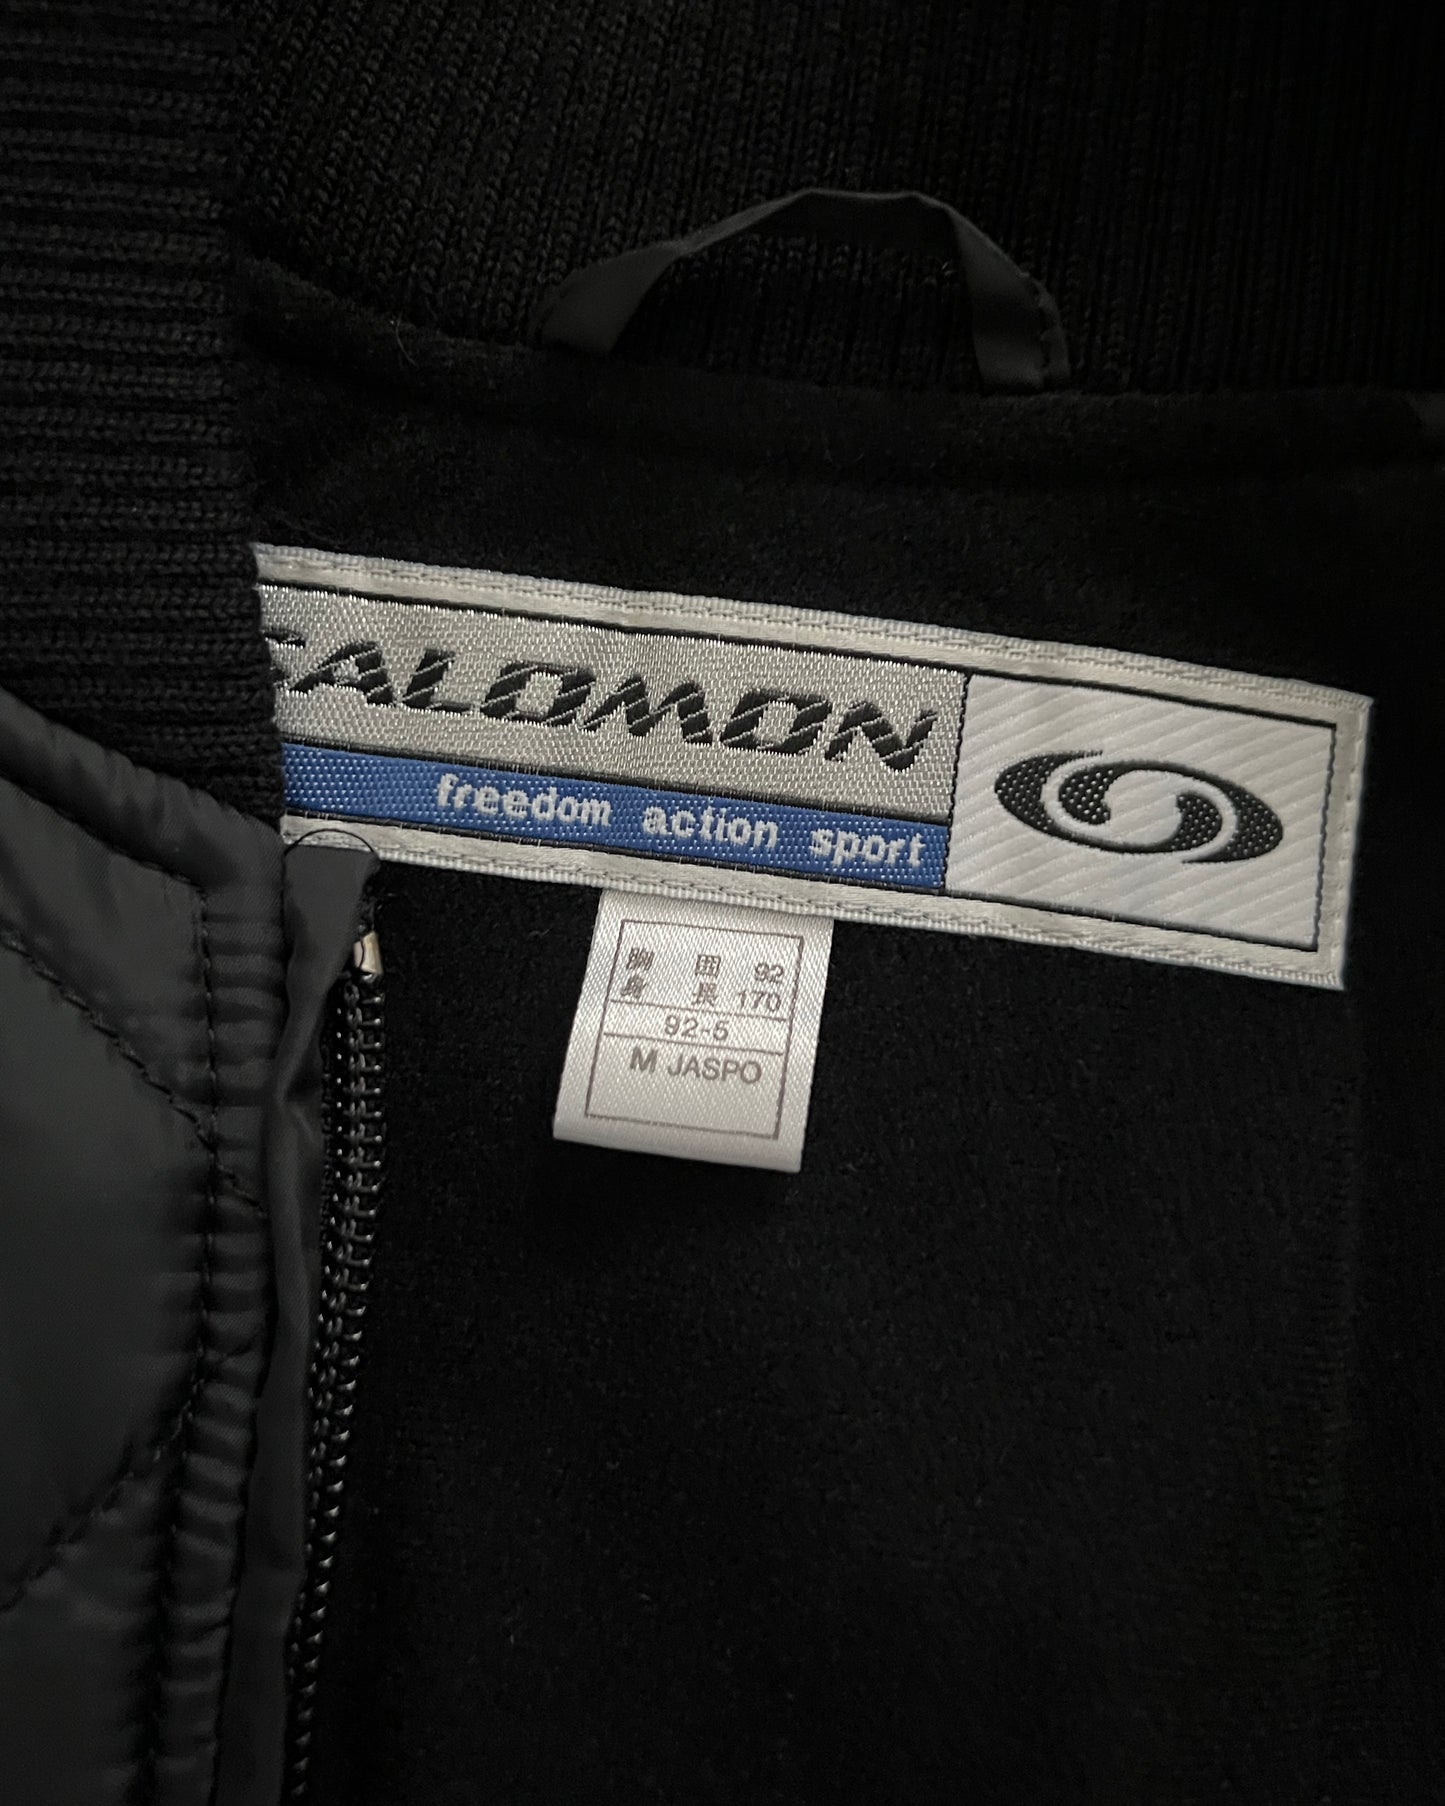 SALOMON
freedom action sport
胸 囲 92
身 長 170
92-5
M JASPO